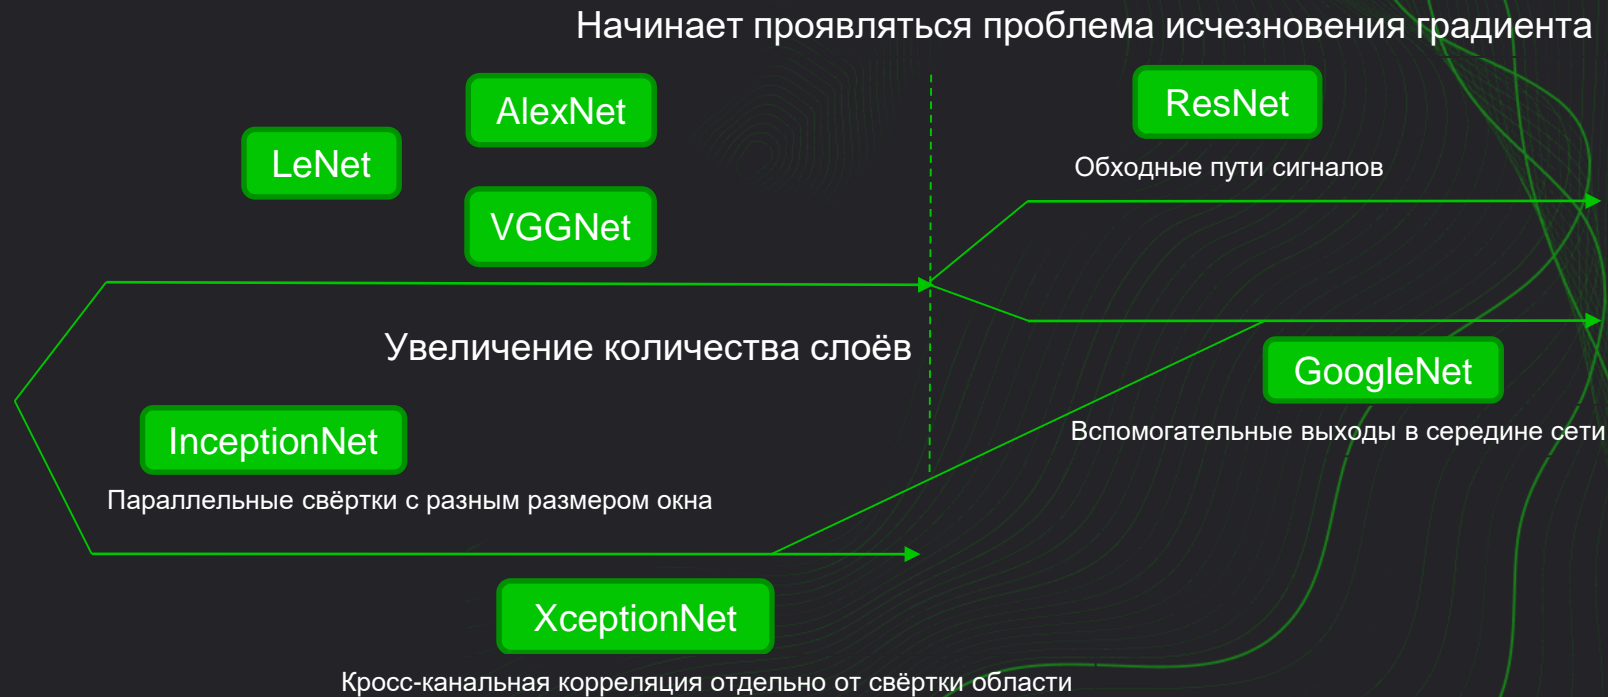 Начинает проявляться проблема исчезновения градиента
AlexNet
ResNet
LeNet
Обходные пути сигналов
VGGNet
Увеличение количества слоёв
GoogleNet
InceptionNet
Вспомогательные выходы в середине сети
Параллельные свёртки с разным размером окна
XceptionNet
Кросс-канальная корреляция отдельно от свёртки области